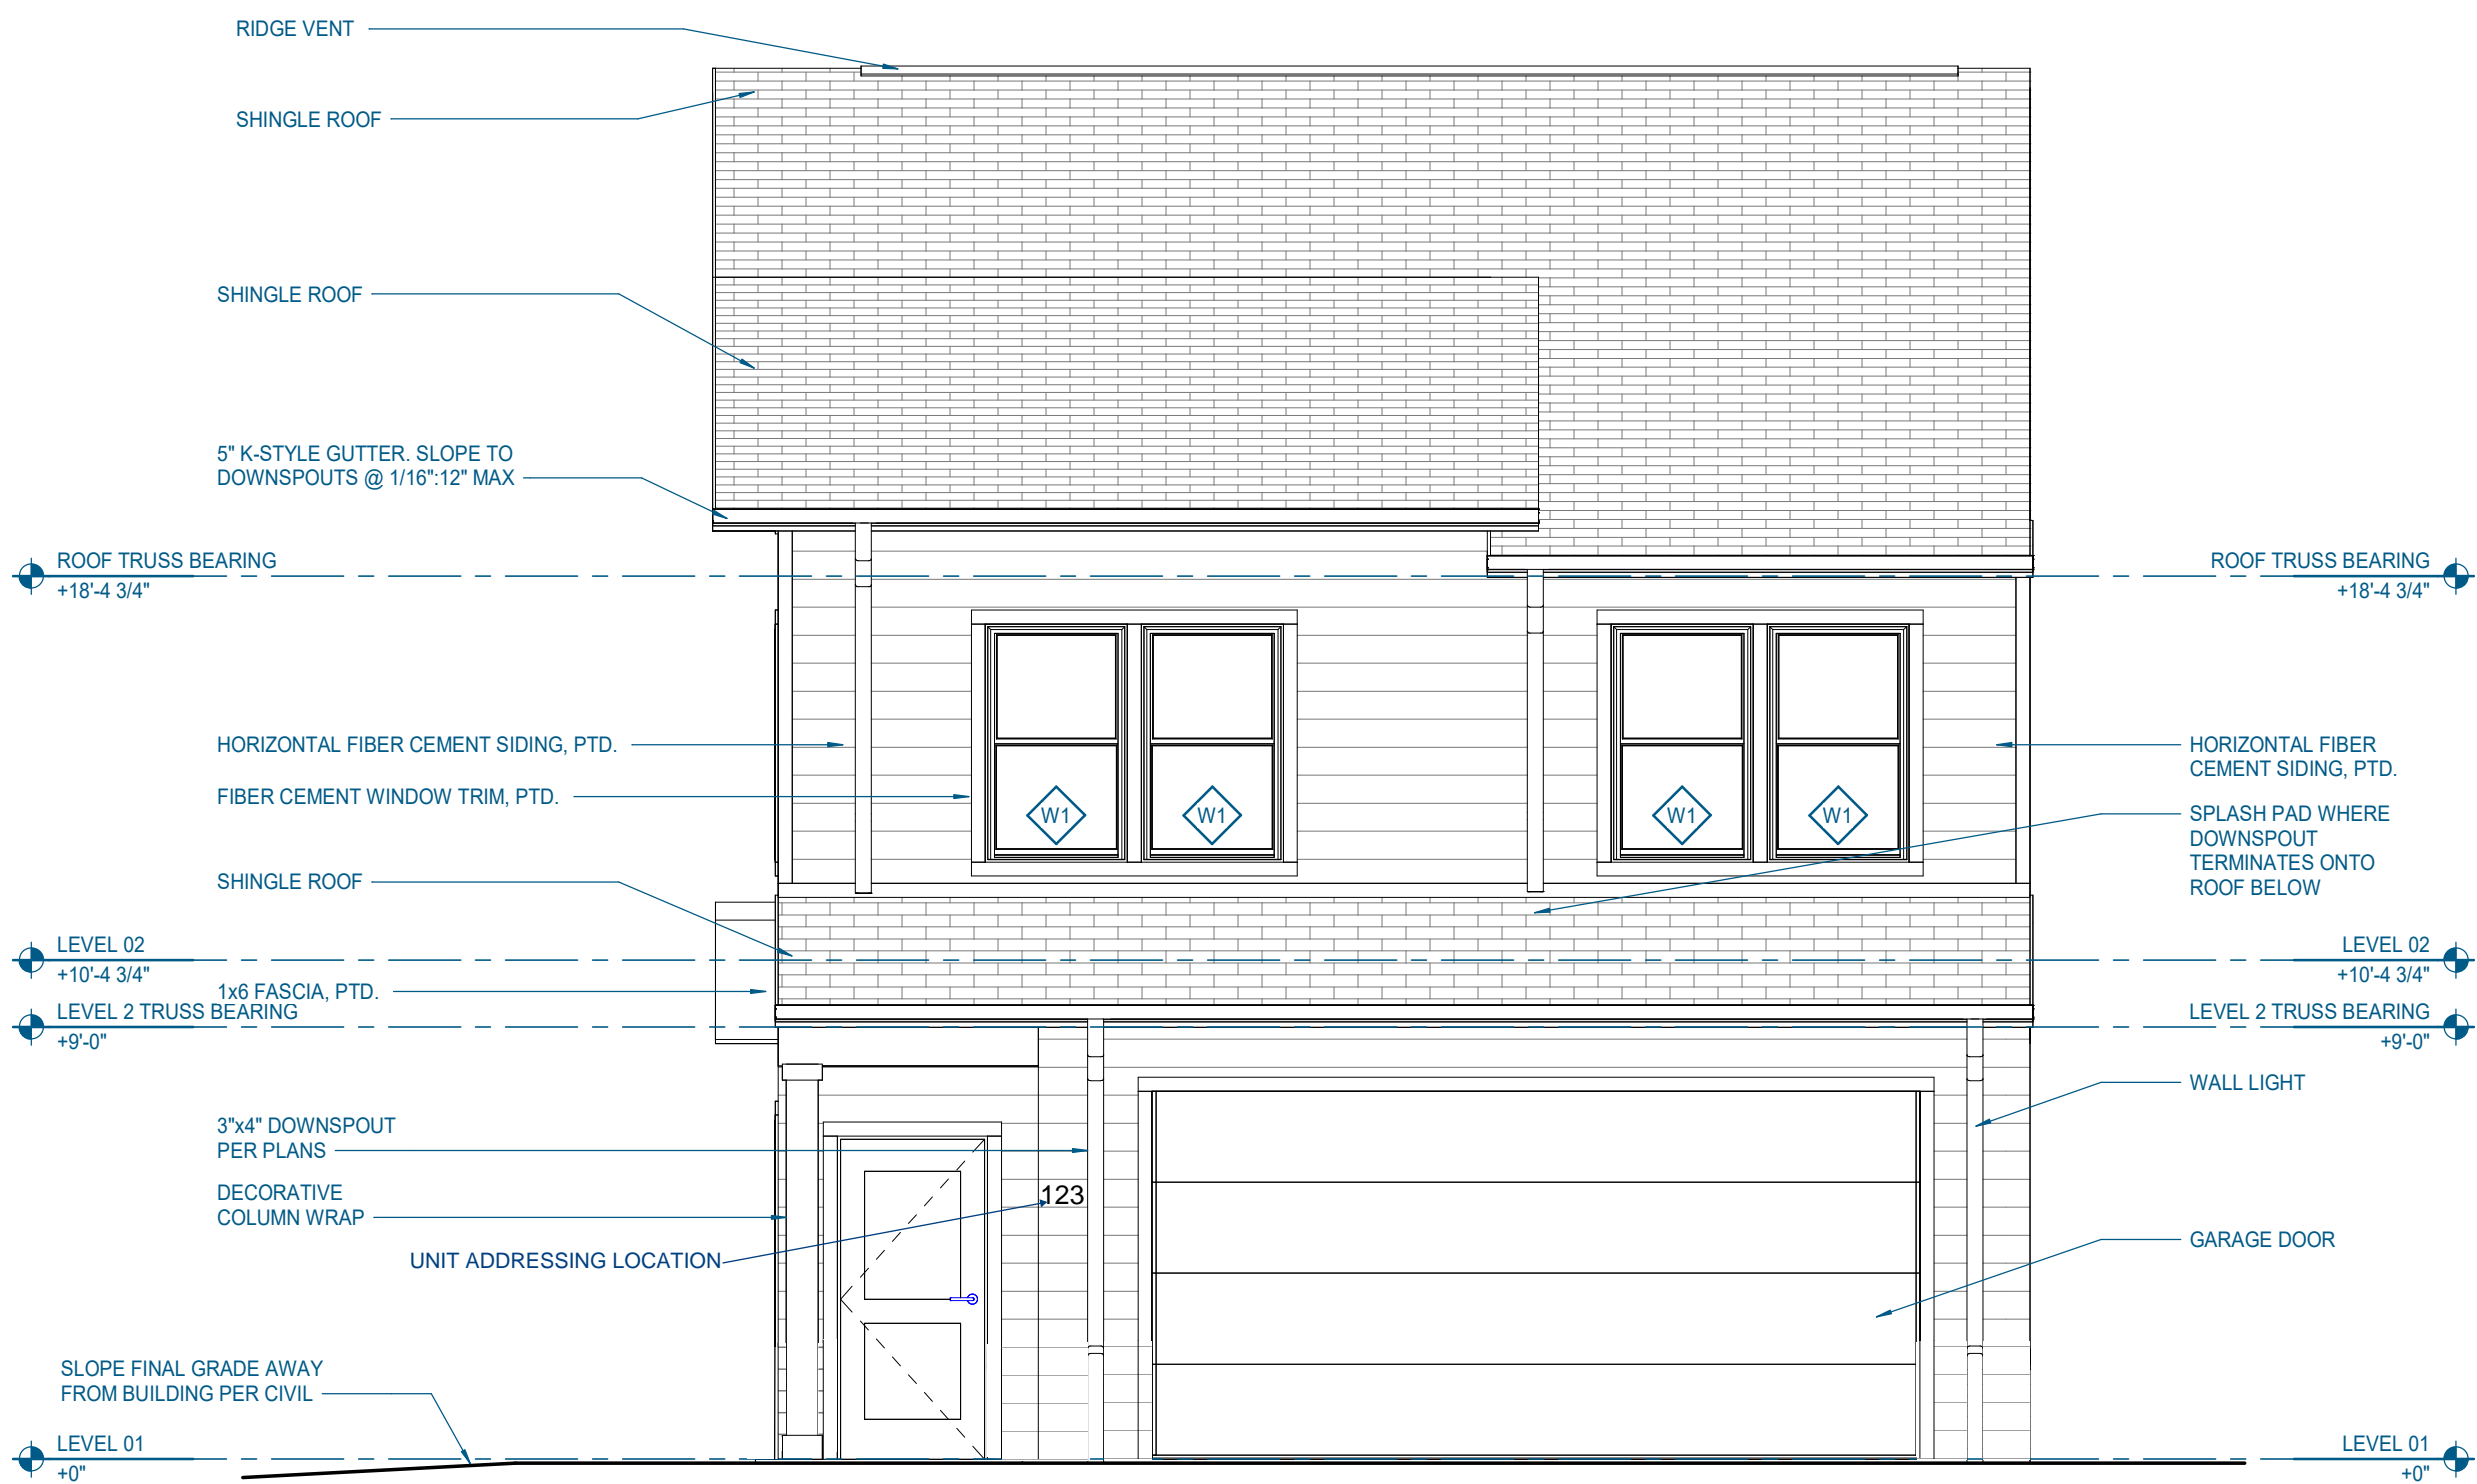 RIDGE VENT
SHINGLE ROOF
SHINGLE ROOF
5" K-STYLE GUTTER. SLOPE TO
DOWNSPOUTS @ 1/16":12" MAX
ROOF TRUSS BEARING
+18'-4 3/4"
ROOF TRUSS BEARING
+18'-4 3/4"
HORIZONTAL FIBER CEMENT SIDING, PTD.
FIBER CEMENT WINDOW TRIM, PTD.
W1
W1
W1
W1
HORIZONTAL FIBER
CEMENT SIDING, PTD.
SPLASH PAD WHERE
DOWNSPOUT
TERMINATES ONTO
ROOF BELOW
SHINGLE ROOF
LEVEL 02
+10'-4 3/4"
LEVEL 02
+10'-4 3/4"
1x6 FASCIA, PTD.
LEVEL 2 TRUSS BEARING
+9'-0"
LEVEL 2 TRUSS BEARING
+9'-0"
WALL LIGHT
3"x4" DOWNSPOUT
PER PLANS
DECORATIVE
COLUMN WRAP
123
UNIT ADDRESSING LOCATION
GARAGE DOOR
SLOPE FINAL GRADE AWAY
FROM BUILDING PER CIVIL
LEVEL 01
+0"
LEVEL 01
+0"